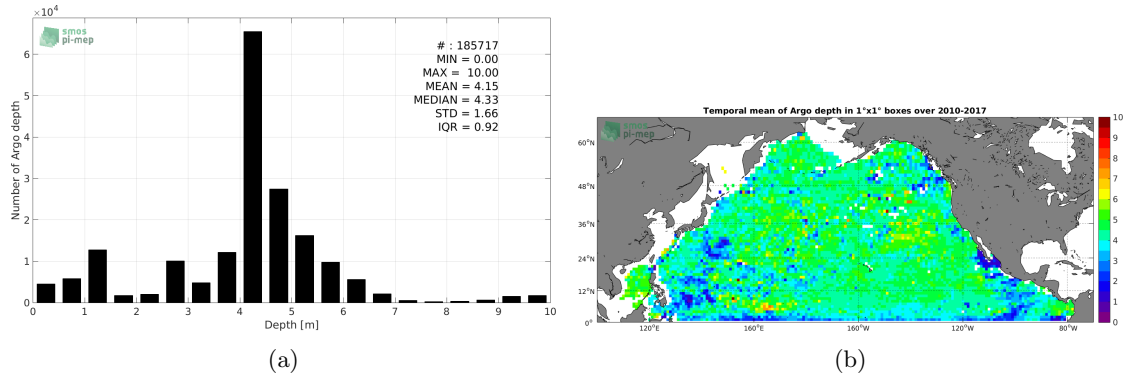 ×10⁴
smos
pi-mep
# : 185717
MIN = 0.00
MAX = 10.00
MEAN = 4.15
MEDIAN = 4.33
STD = 1.66
IQR = 0.92
Number of Argo depth
6
5
4
3
2
1
0
0 1 2 3 4 5 6 7 8 9 10
Depth [m]
(a)
Temporal mean of Argo depth in 1°x1° boxes over 2010-2017
smos
pi-mep
60°N
48°N
36°N
24°N
12°N
0°
120°E 160°E 160°W 120°W 80°W
10
9
8
7
6
5
4
3
2
1
0
(b)